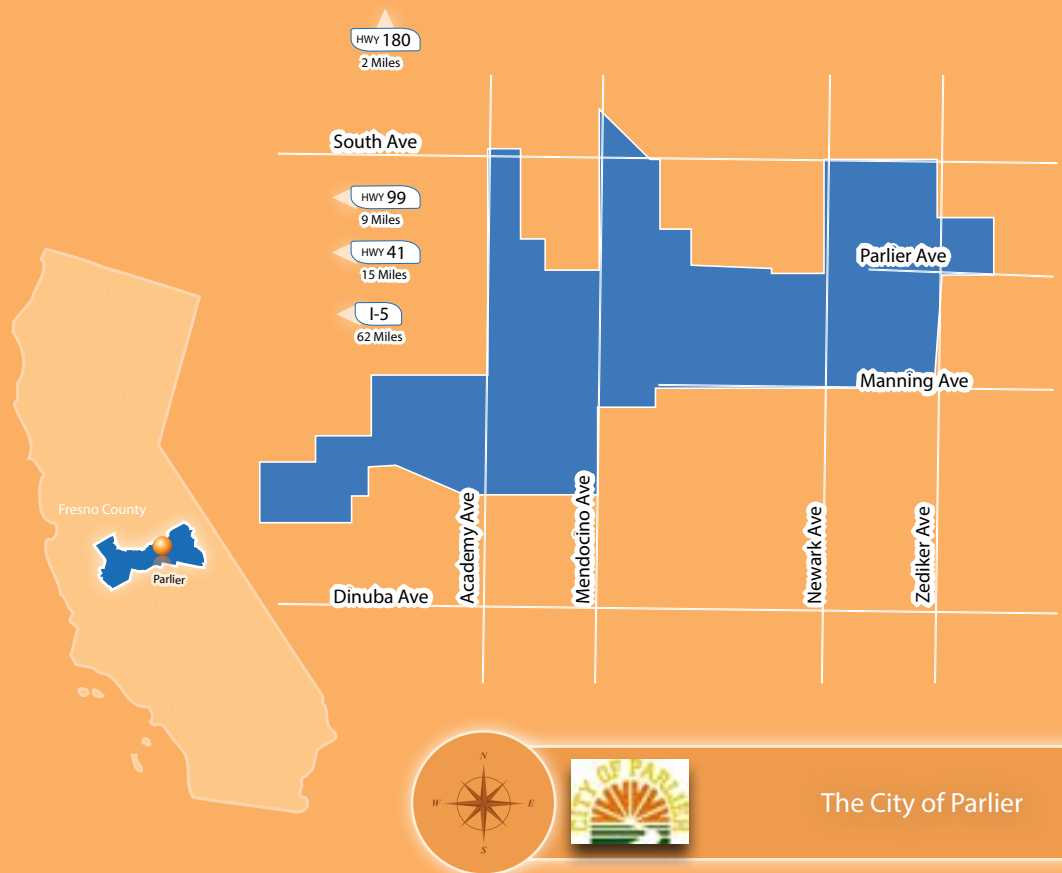 HWY 180
2 Miles
South Ave
HWY 99
9 Miles
HWY 41
15 Miles
I-5
62 Miles
Parlier Ave
Manning Ave
Fresno County
Parlier
Dinuba Ave
Academy Ave
Mendocino Ave
Newark Ave
Zediker Ave
N
W E
S
CITY OF PARLIER
The City of Parlier